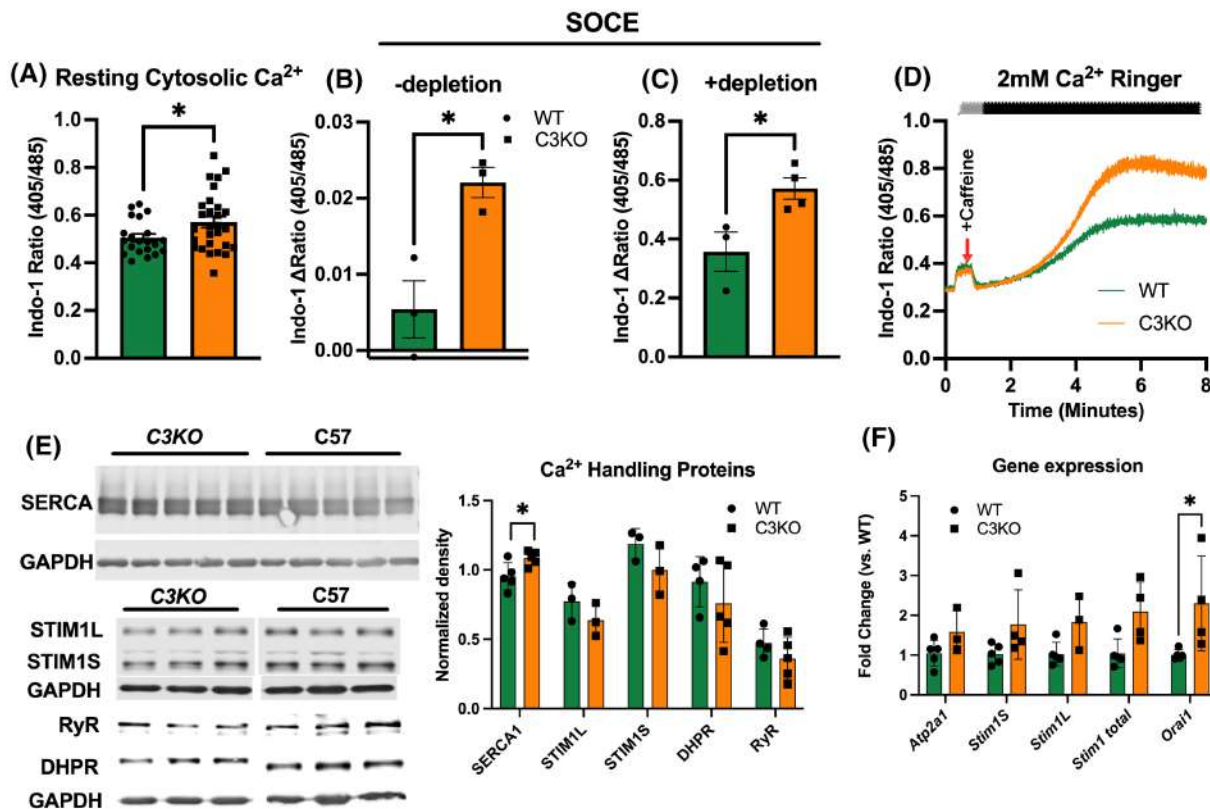 SOCE
(A) Resting Cytosolic Ca²⁺
*
Indo-1 Ratio (405/485)
1.0
0.8
0.6
0.4
0.2
0.0
(B)
-depletion
*
WT
C3KO
Indo-1 ΔRatio (405/485)
0.03
0.02
0.01
0.00
(C)
+depletion
*
Indo-1 ΔRatio (405/485)
0.8
0.6
0.4
0.2
0.0
(D)
2mM Ca²⁺ Ringer
+Caffeine
WT
C3KO
Indo-1 Ratio (405/485)
1.0
0.8
0.6
0.4
0.2
0.0
0 2 4 6 8
Time (Minutes)
(E)
C3KO C57
SERCA
GAPDH
C3KO C57
STIM1L
STIM1S
GAPDH
RyR
DHPR
GAPDH
Ca²⁺ Handling Proteins
*
WT
C3KO
Normalized density
1.5
1.0
0.5
0.0
SERCA1
STIM1L
STIM1S
DHPR
RyR
(F)
Gene expression
WT
C3KO
*
Fold Change (vs. WT)
5
4
3
2
1
0
Atp2a1
Stim1S
Stim1L
Stim1 total
Orai1